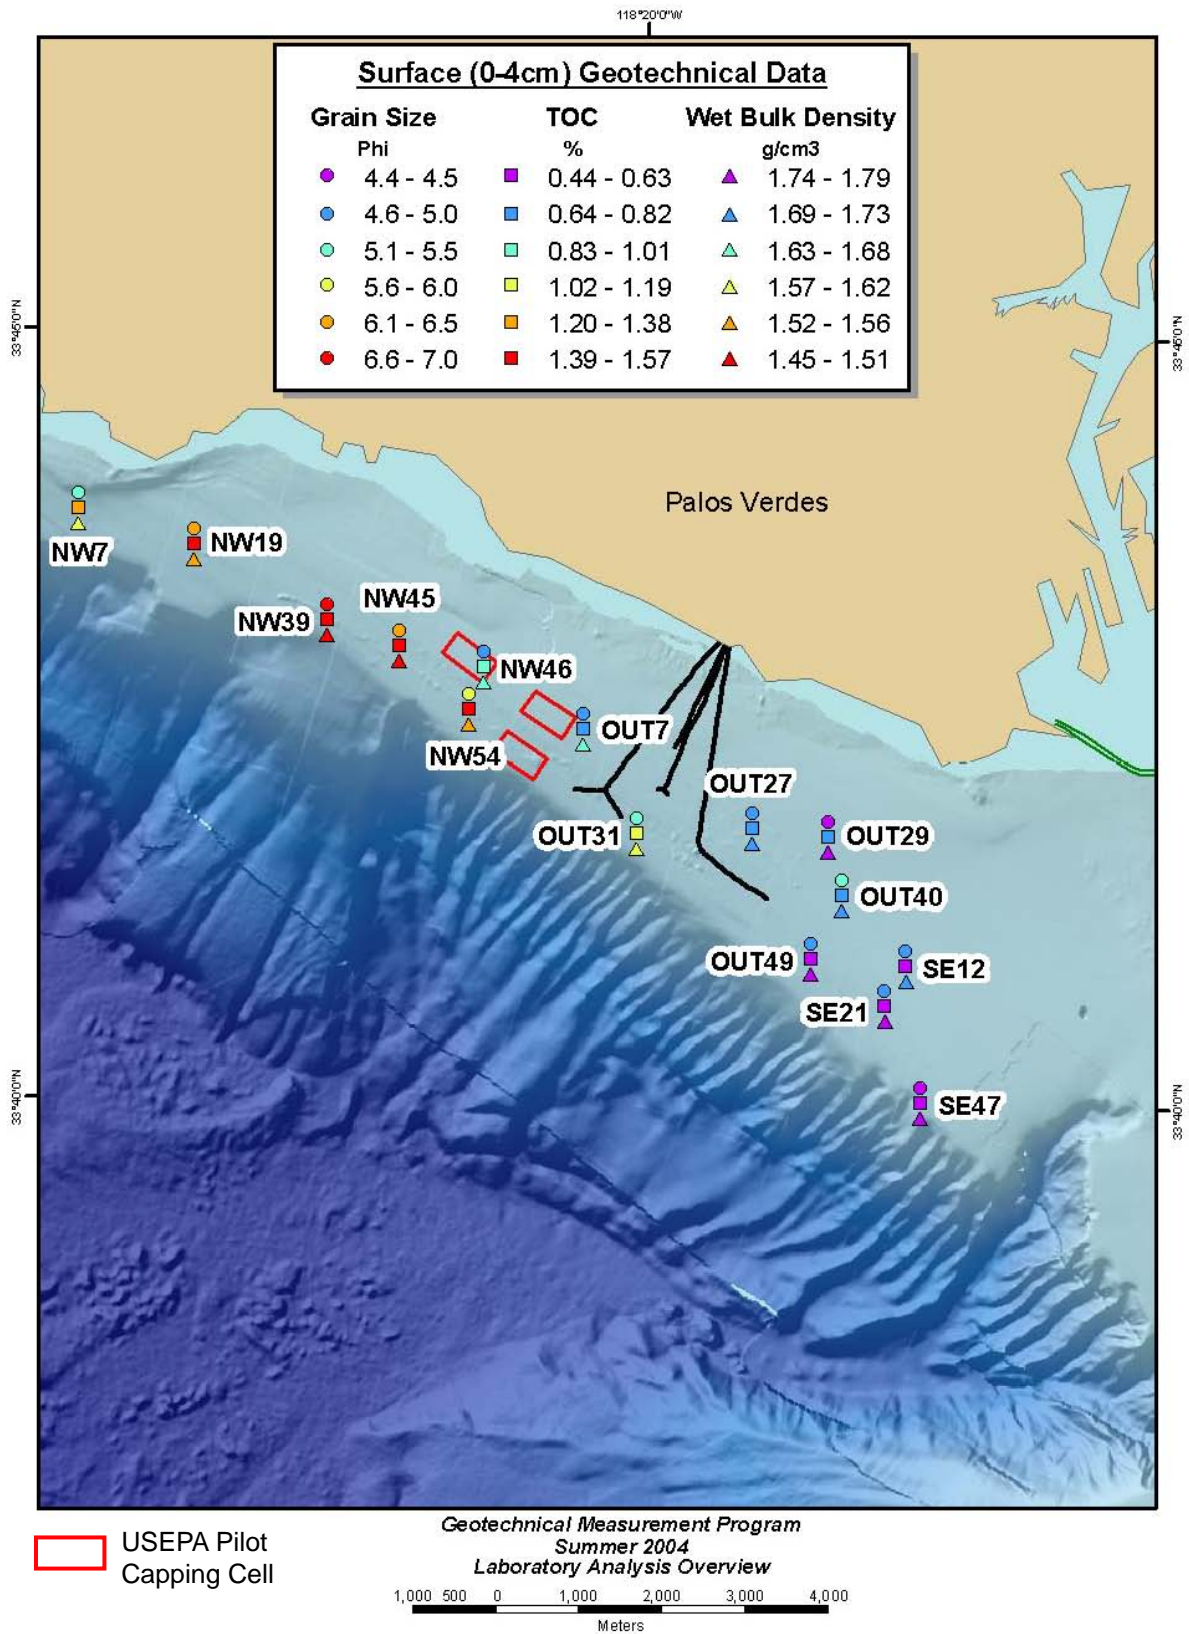 118°20'0"W
Surface (0-4cm) Geotechnical Data
Grain Size TOC Wet Bulk Density
Phi % g/cm3
4.4 - 4.5 0.44 - 0.63 1.74 - 1.79
4.6 - 5.0 0.64 - 0.82 1.69 - 1.73
5.1 - 5.5 0.83 - 1.01 1.63 - 1.68
5.6 - 6.0 1.02 - 1.19 1.57 - 1.62
6.1 - 6.5 1.20 - 1.38 1.52 - 1.56
6.6 - 7.0 1.39 - 1.57 1.45 - 1.51
33°45'0"N
33°45'0"N
Palos Verdes
NW7
NW19
NW39
NW45
NW46
NW54
OUT7
OUT27
OUT31
OUT29
OUT40
OUT49
SE12
SE21
SE47
33°40'0"N
33°40'0"N
USEPA Pilot
Capping Cell
Geotechnical Measurement Program
Summer 2004
Laboratory Analysis Overview
1,000 500 0 1,000 2,000 3,000 4,000
Meters